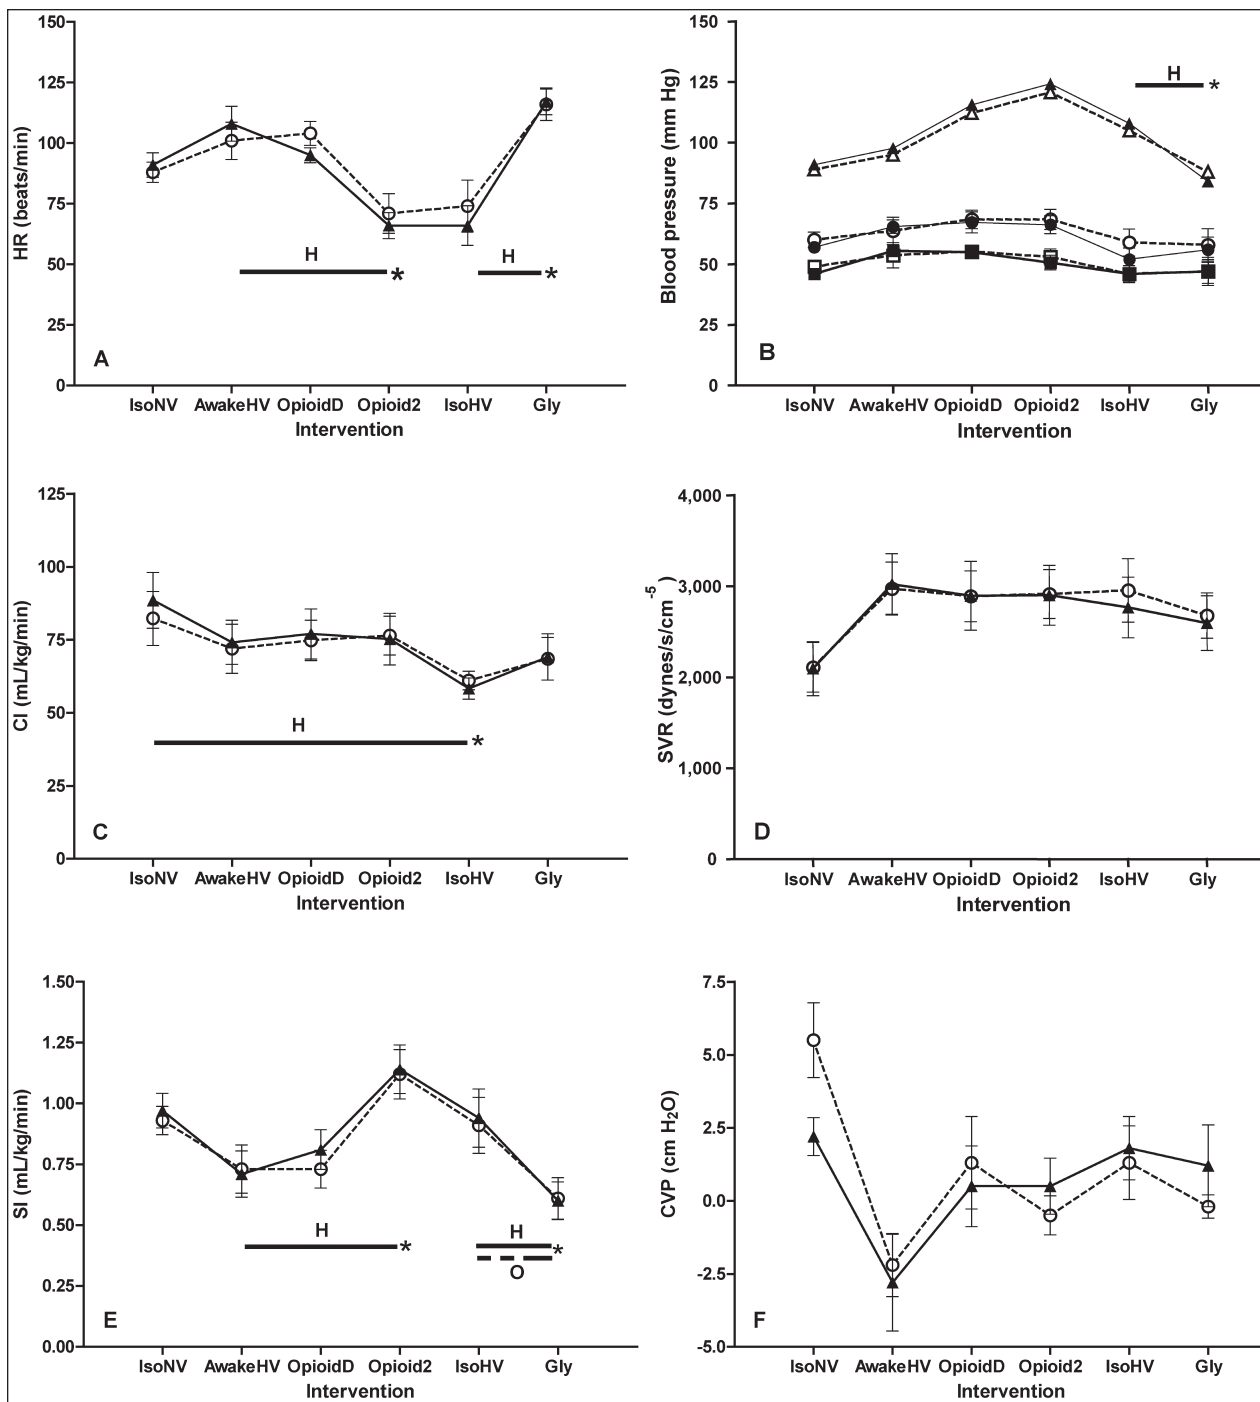 HR (beats/min)
150
125
100
75
50
25
0
H
*
H
*
A
IsoNV AwakeHV OpioidD Opioid2 IsoHV Gly
Intervention
Blood pressure (mm Hg)
150
125
100
75
50
25
0
H
*
B
IsoNV AwakeHV OpioidD Opioid2 IsoHV Gly
Intervention
CI (mL/kg/min)
125
100
75
50
25
0
H
*
C
IsoNV AwakeHV OpioidD Opioid2 IsoHV Gly
Intervention
SVR (dynes/s/cm⁻⁵)
4,000
3,000
2,000
1,000
0
D
IsoNV AwakeHV OpioidD Opioid2 IsoHV Gly
Intervention
SI (mL/kg/min)
1.50
1.25
1.00
0.75
0.50
0.25
0.00
H
*
H
*
O
E
IsoNV AwakeHV OpioidD Opioid2 IsoHV Gly
Intervention
CVP (cm H₂O)
7.5
5.0
2.5
0.0
-2.5
-5.0
F
IsoNV AwakeHV OpioidD Opioid2 IsoHV Gly
Intervention